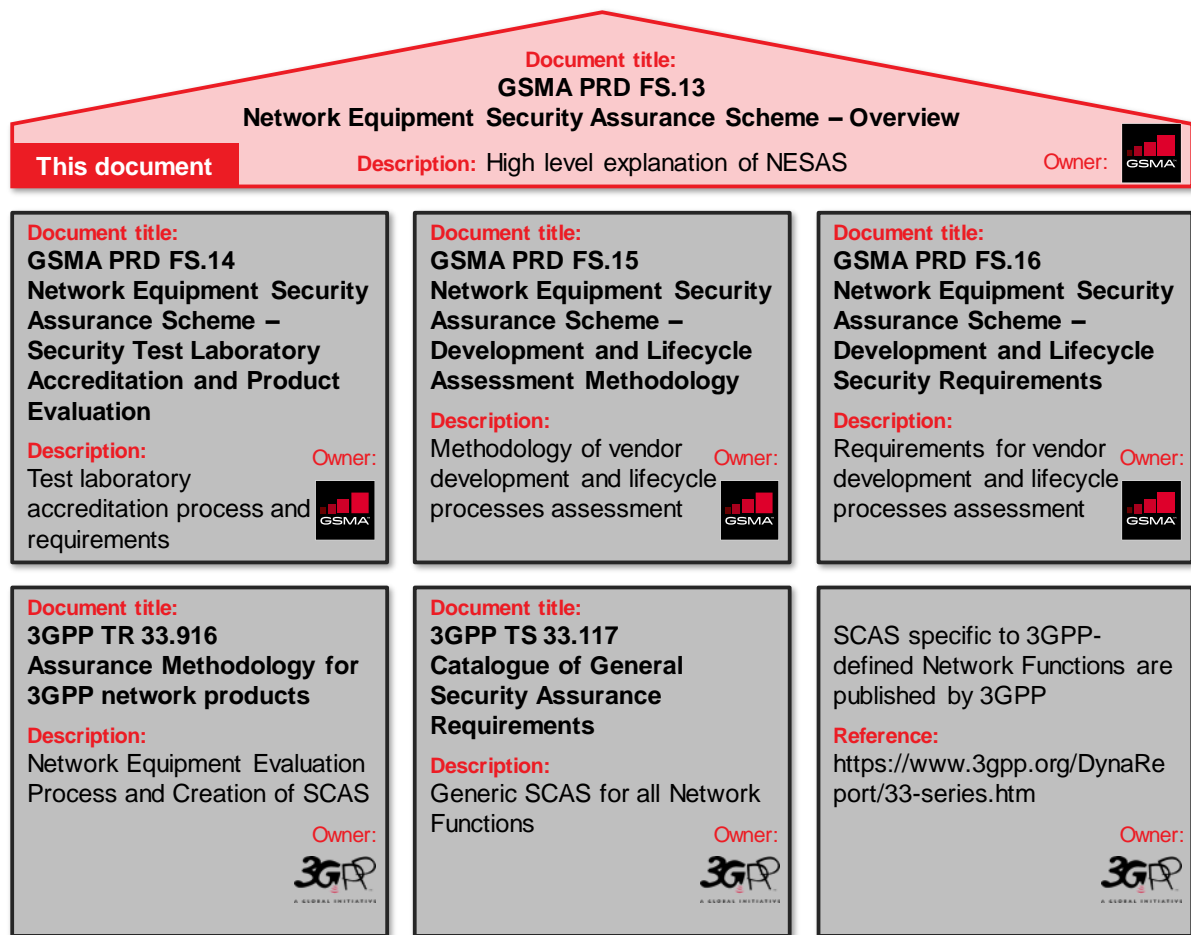 Document title:
GSMA PRD FS.13
Network Equipment Security Assurance Scheme – Overview
This document
Description: High level explanation of NESAS
Owner:
GSMA
Document title:
GSMA PRD FS.14
Network Equipment Security
Assurance Scheme –
Security Test Laboratory
Accreditation and Product
Evaluation
Description:
Test laboratory
accreditation process and
requirements
Owner:
GSMA
Document title:
GSMA PRD FS.15
Network Equipment Security
Assurance Scheme –
Development and Lifecycle
Assessment Methodology
Description:
Methodology of vendor
development and lifecycle
processes assessment
Owner:
GSMA
Document title:
GSMA PRD FS.16
Network Equipment Security
Assurance Scheme –
Development and Lifecycle
Security Requirements
Description:
Requirements for vendor
development and lifecycle
processes assessment
Owner:
GSMA
Document title:
3GPP TR 33.916
Assurance Methodology for
3GPP network products
Description:
Network Equipment Evaluation
Process and Creation of SCAS
Owner:
3GPP
A GLOBAL INITIATIVE
Document title:
3GPP TS 33.117
Catalogue of General
Security Assurance
Requirements
Description:
Generic SCAS for all Network
Functions
Owner:
3GPP
A GLOBAL INITIATIVE
SCAS specific to 3GPP-
defined Network Functions are
published by 3GPP
Reference:
https://www.3gpp.org/DynaRe
port/33-series.htm
Owner:
3GPP
A GLOBAL INITIATIVE